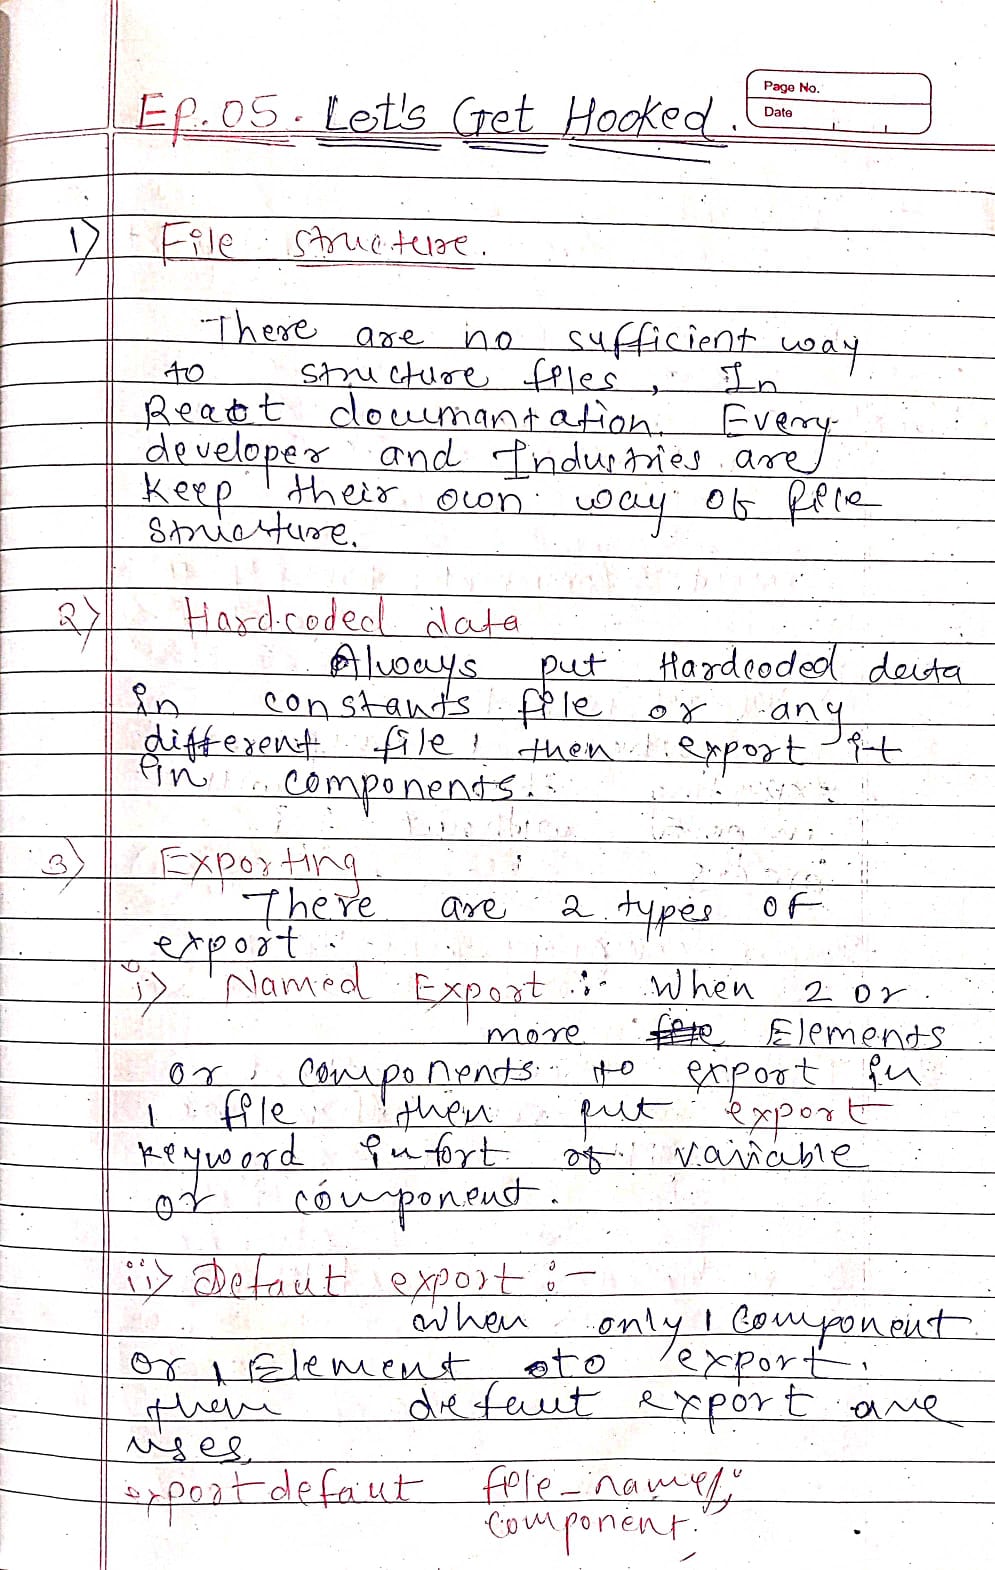 Page No.
Date
Ep. 05. Let's Get Hooked.
1) File structure.
There are no sufficient way
to structure files, In
React documantation. Every
developer and Industries are
keep their own way of file
structure.
2) Hardcoded data
Always put Hardcoded data
in constants file or any
different file, then export it
in components.
3) Exporting
There are 2 types of
export.
i) Named Export :- When 2 or
more Elements
or components to export in
1 file then put export
keyword in fort of variable
or component.
ii) Defaut export :-
when only 1 Component
or 1 Element to export,
then defaut export are
uses.
export defaut file_name;
component.